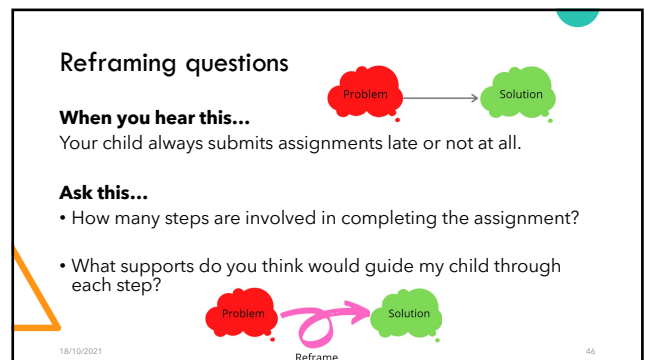 Reframing questions
Problem
Solution
When you hear this...
Your child always submits assignments late or not at all.
Ask this...
• How many steps are involved in completing the assignment?
• What supports do you think would guide my child through
each step?
Problem
Solution
Reframe
18/10/2021
46